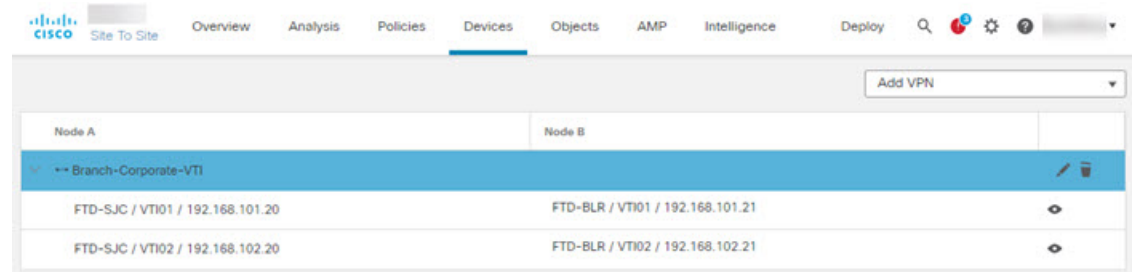 CISCO Site To Site Overview Analysis Policies Devices Objects AMP Intelligence Deploy 3
Add VPN
Node A Node B
Branch-Corporate-VTI
FTD-SJC / VTI01 / 192.168.101.20 FTD-BLR / VTI01 / 192.168.101.21
FTD-SJC / VTI02 / 192.168.102.20 FTD-BLR / VTI02 / 192.168.102.21